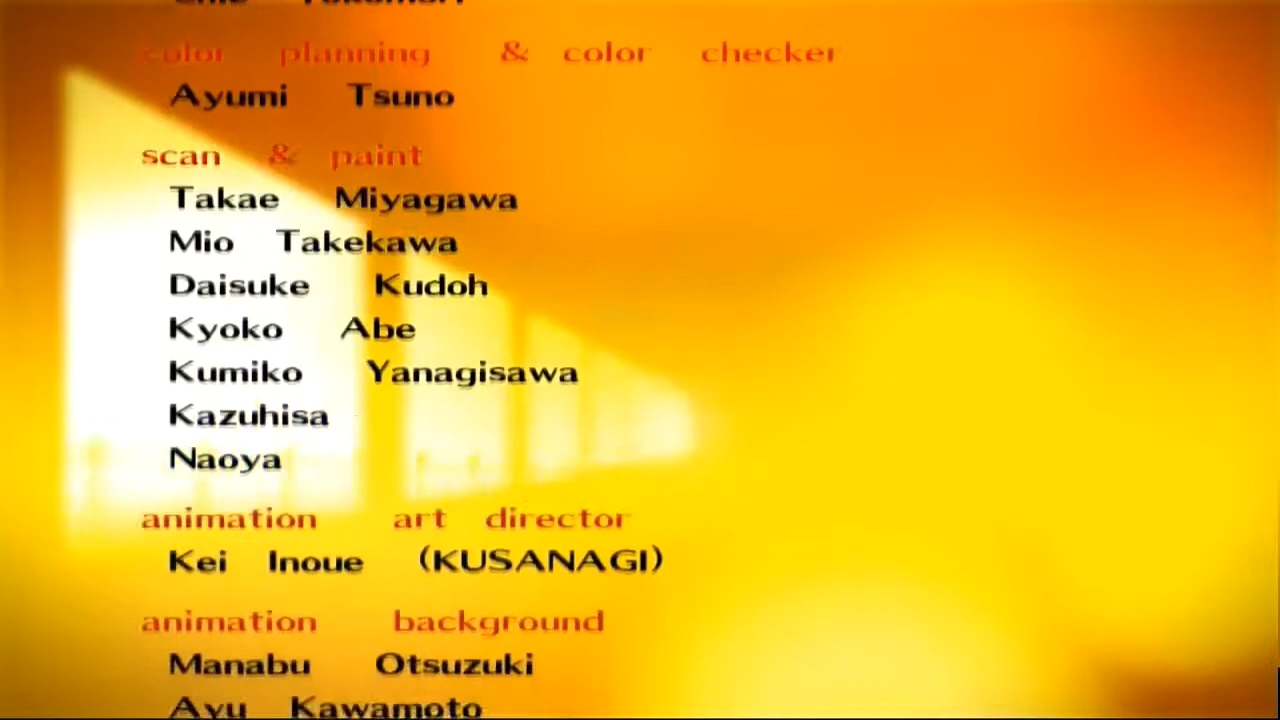 color planning & color checker
Ayumi Tsuno
scan & paint
Takae Miyagawa
Mio Takekawa
Daisuke Kudoh
Kyoko Abe
Kumiko Yanagisawa
Kazuhisa
Naoya
animation art director
Kei Inoue (KUSANAGI)
animation background
Manabu Otsuzuki
Ayu Kawamoto